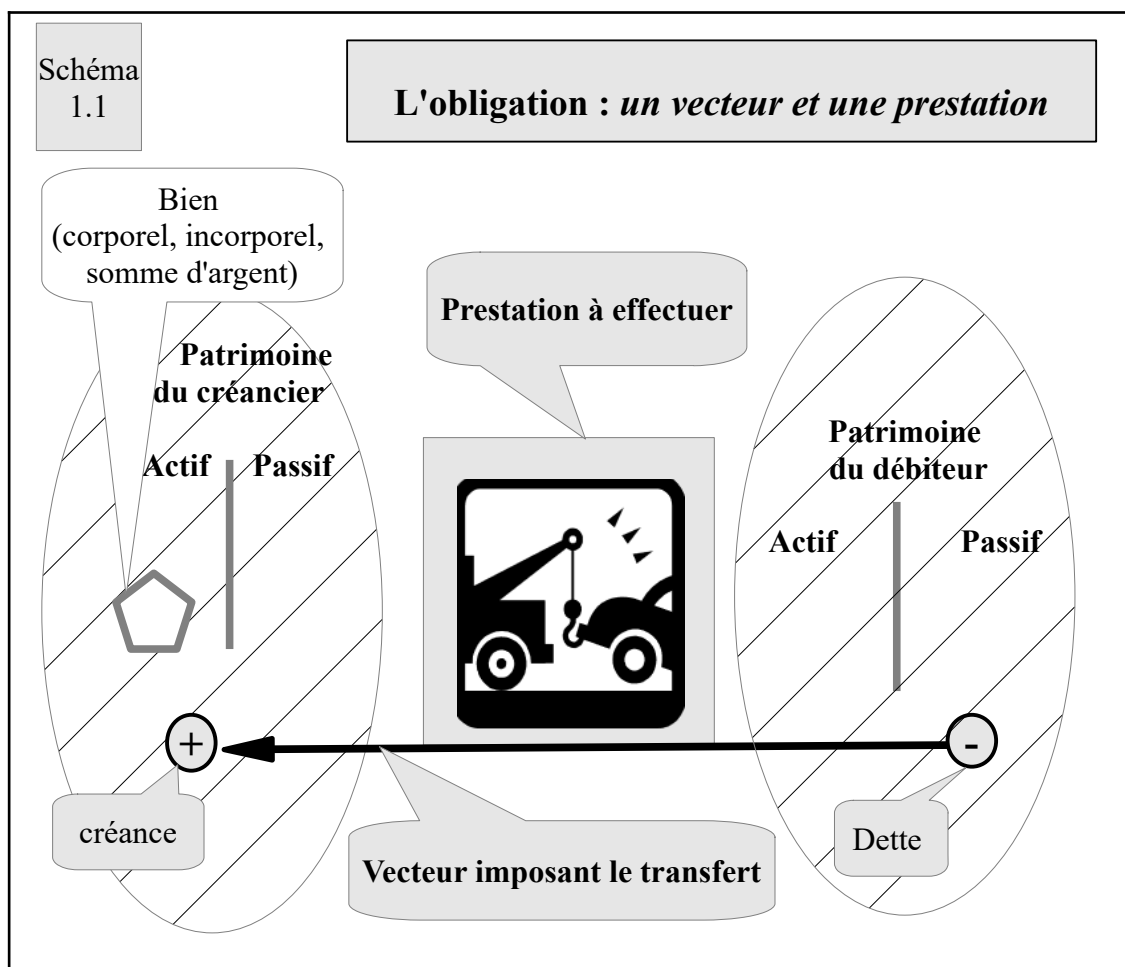 Schéma
1.1
L'obligation : un vecteur et une prestation
Bien
(corporel, incorporel,
somme d'argent)
Prestation à effectuer
Patrimoine
du créancier
Actif
Passif
Patrimoine
du débiteur
Actif
Passif
+
-
créance
Vecteur imposant le transfert
Dette